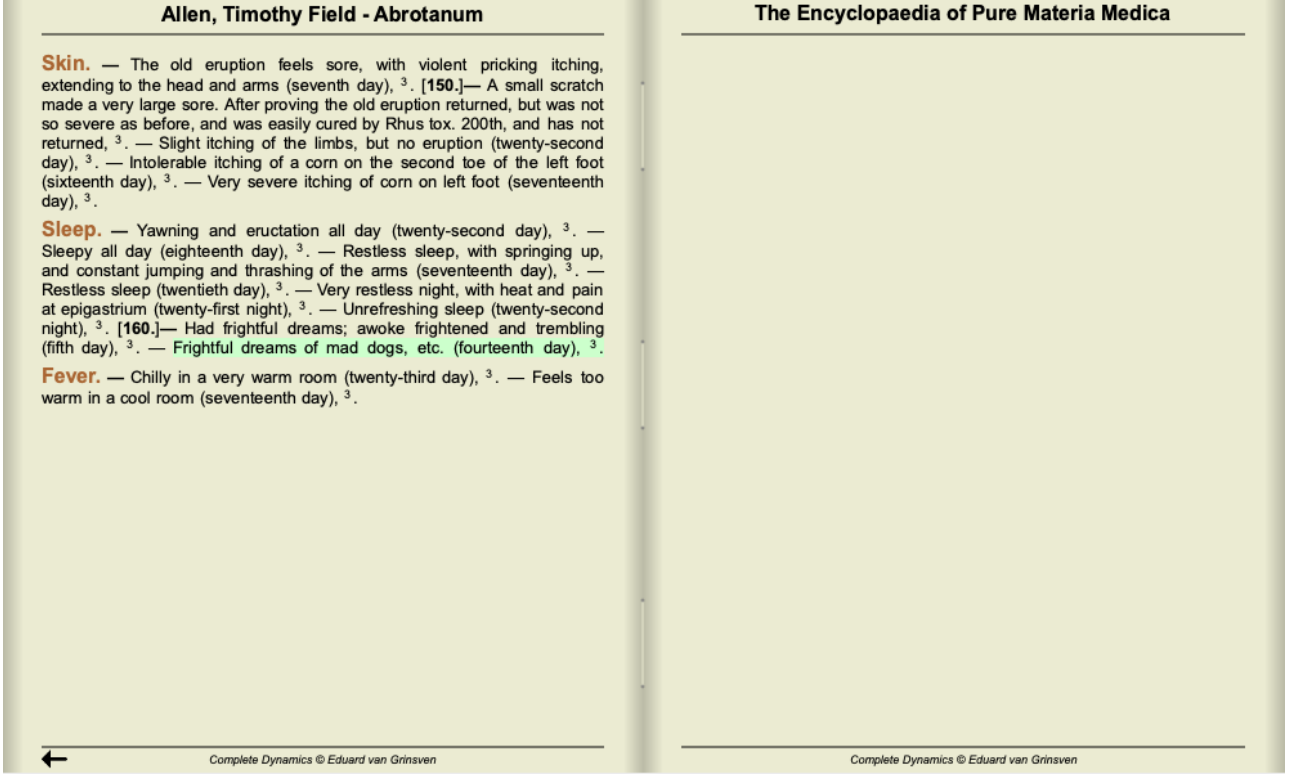 Allen, Timothy Field - Abrotanum
Skin. — The old eruption feels sore, with violent pricking itching,
extending to the head and arms (seventh day), ³. [150.]— A small scratch
made a very large sore. After proving the old eruption returned, but was not
so severe as before, and was easily cured by Rhus tox. 200th, and has not
returned, ³. — Slight itching of the limbs, but no eruption (twenty-second
day), ³. — Intolerable itching of a corn on the second toe of the left foot
(sixteenth day), ³. — Very severe itching of corn on left foot (seventeenth
day), ³.
Sleep. — Yawning and eructation all day (twenty-second day), ³. —
Sleepy all day (eighteenth day), ³. — Restless sleep, with springing up,
and constant jumping and thrashing of the arms (seventeenth day), ³. —
Restless sleep (twentieth day), ³. — Very restless night, with heat and pain
at epigastrium (twenty-first night), ³. — Unrefreshing sleep (twenty-second
night), ³. [160.]— Had frightful dreams; awoke frightened and trembling
(fifth day), ³. — Frightful dreams of mad dogs, etc. (fourteenth day), ³.
Fever. — Chilly in a very warm room (twenty-third day), ³. — Feels too
warm in a cool room (seventeenth day), ³.
Complete Dynamics © Eduard van Grinsven
The Encyclopaedia of Pure Materia Medica
Complete Dynamics © Eduard van Grinsven